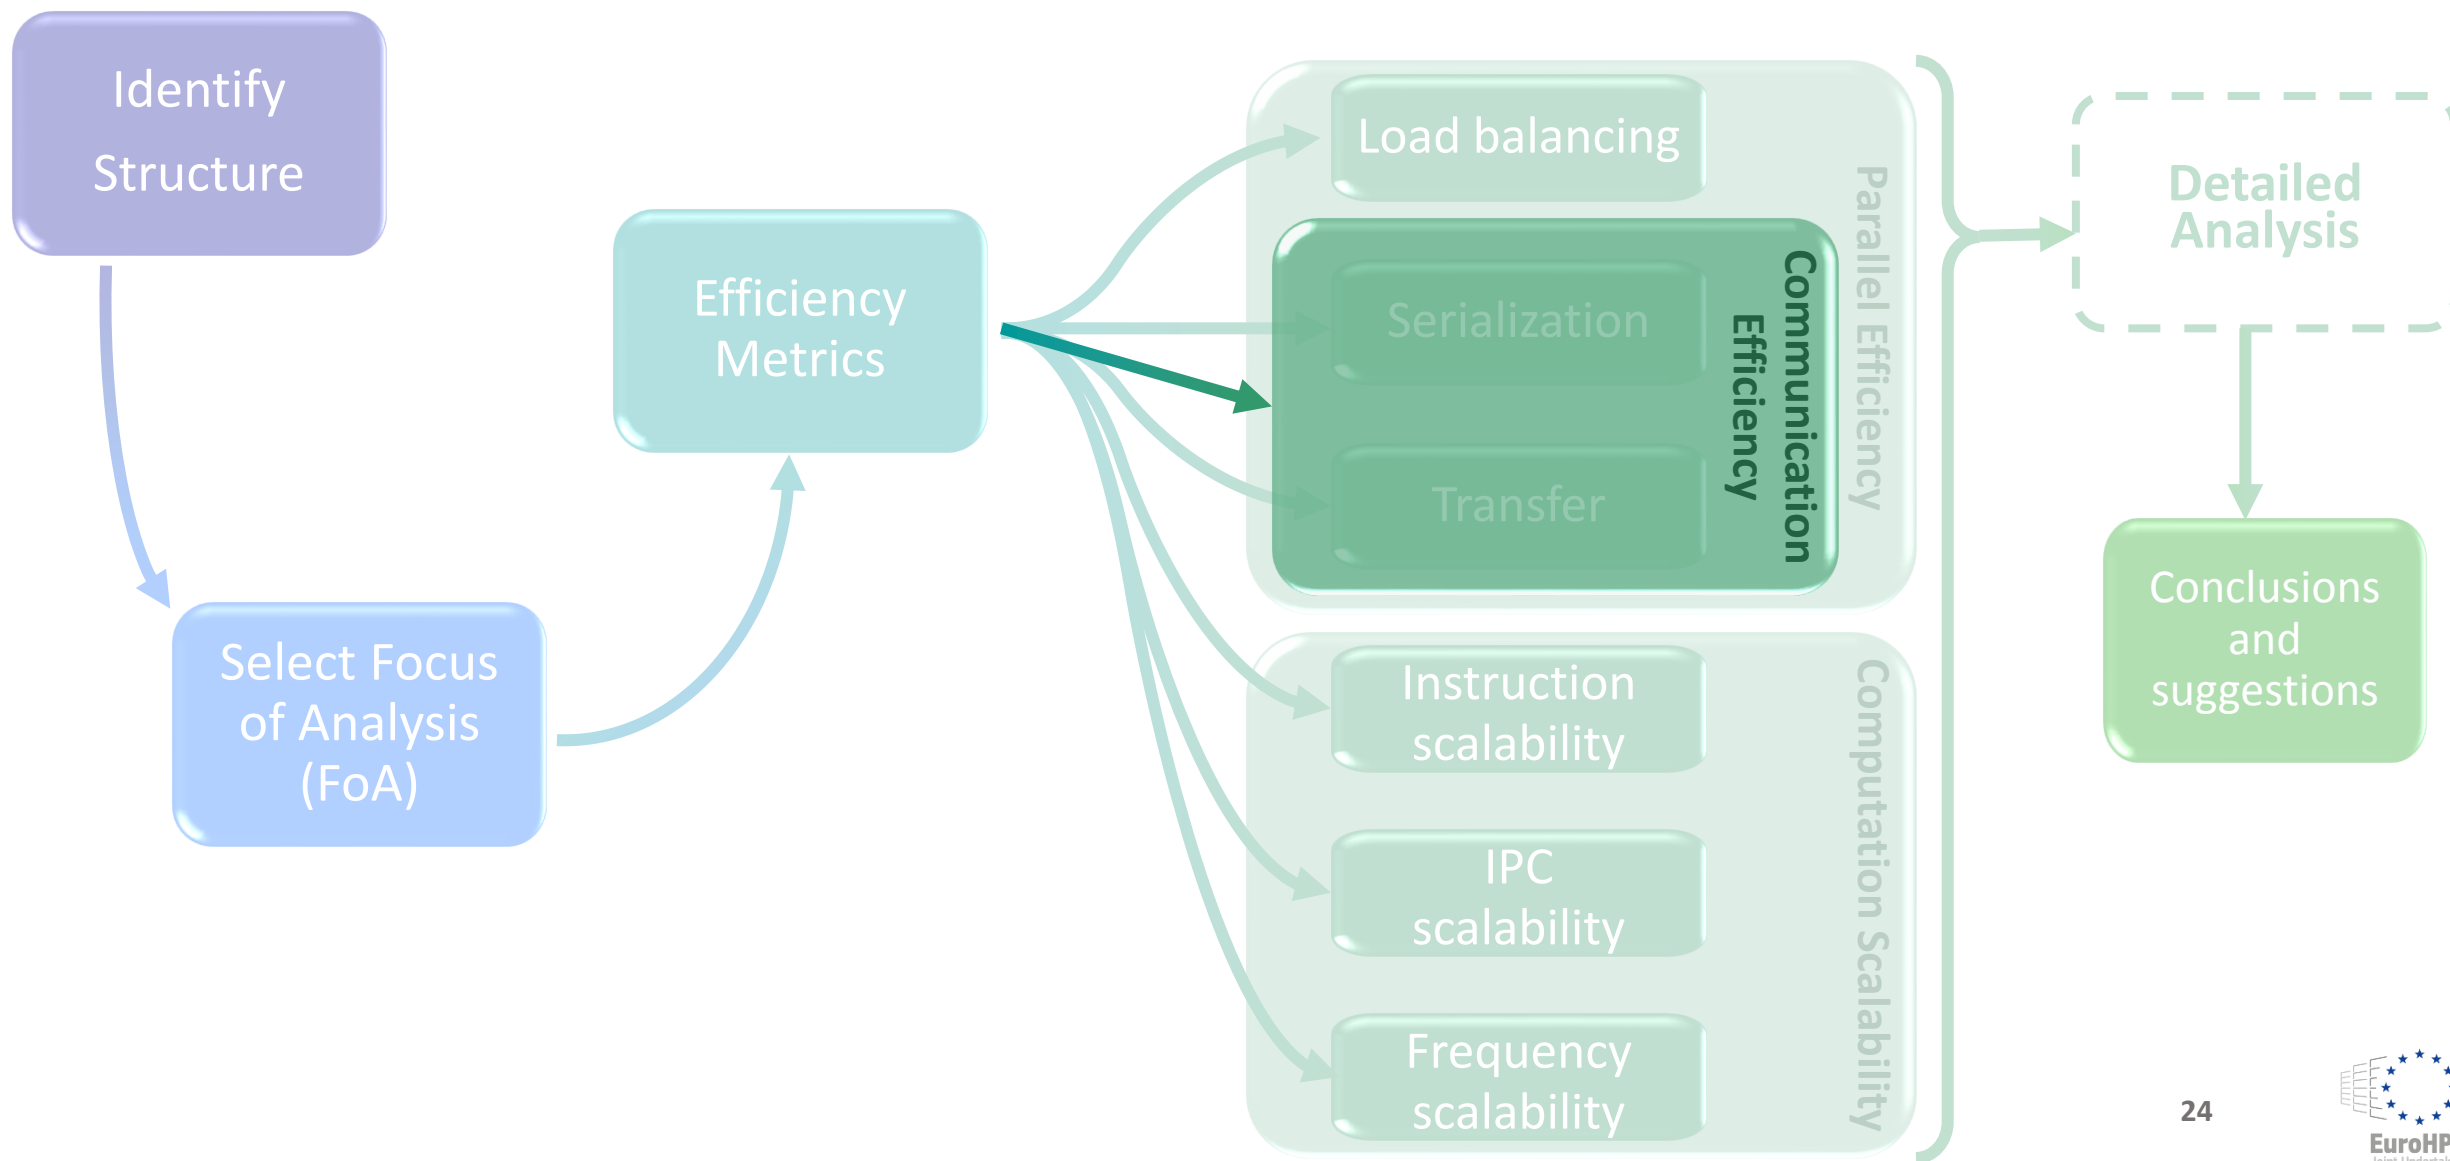 Identify
Structure
Select Focus
of Analysis
(FoA)
Efficiency
Metrics
Load balancing
Serialization
Transfer
Communication
Efficiency
Parallel Efficiency
Instruction
scalability
IPC
scalability
Frequency
scalability
Computation Scalability
Detailed
Analysis
Conclusions
and
suggestions
24
EuroHP